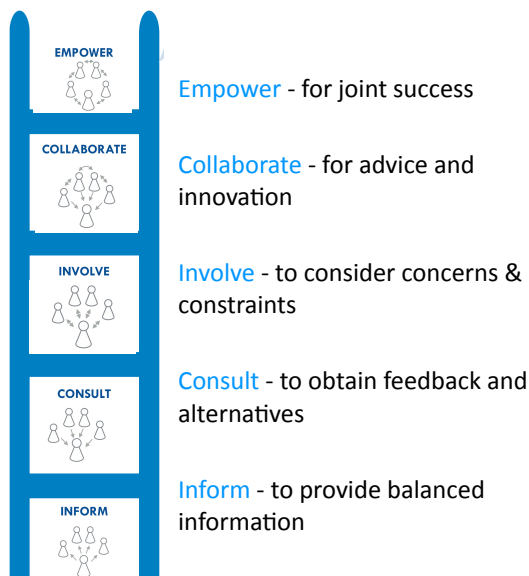 EMPOWER
Empower - for joint success
COLLABORATE
Collaborate - for advice and
innovation
INVOLVE
Involve - to consider concerns &
constraints
CONSULT
Consult - to obtain feedback and
alternatives
INFORM
Inform - to provide balanced
information